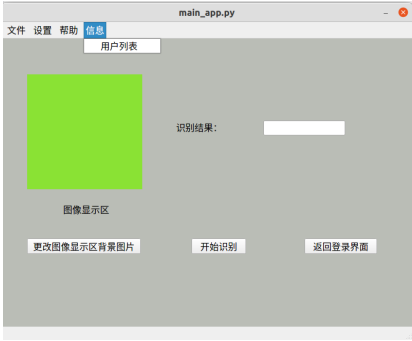 main_app.py
文件 设置 帮助 信息
用户列表
识别结果：
图像显示区
更改图像显示区背景图片 开始识别 返回登录界面